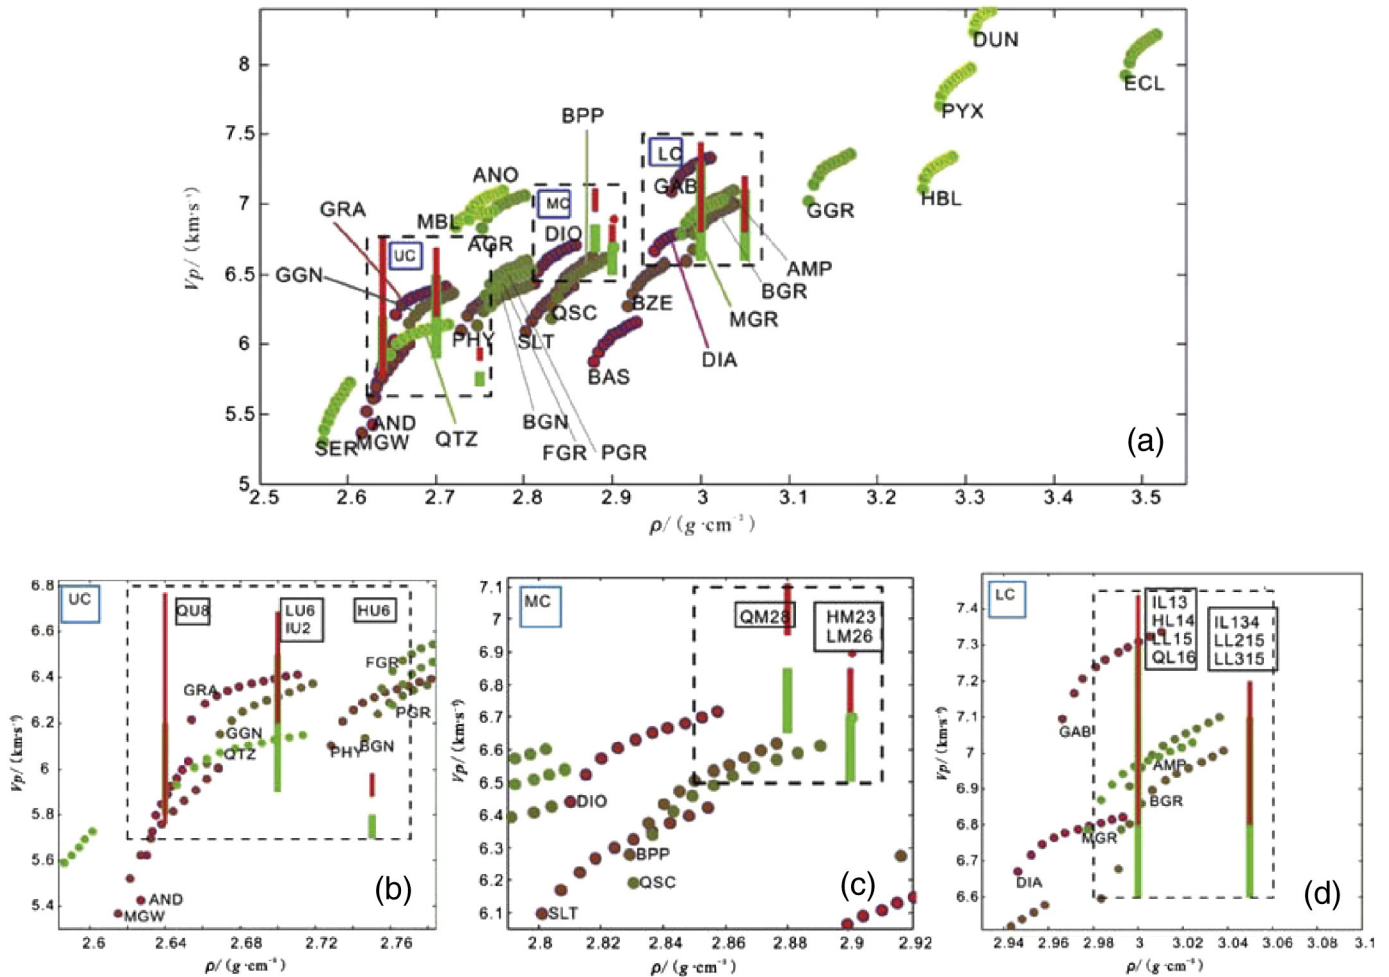 (a)
Vp/(km·s⁻¹)
8
7.5
7
6.5
6
5.5
5
2.5
2.6
2.7
2.8
2.9
3
3.1
3.2
3.3
3.4
3.5
ρ/(g·cm⁻³)
DUN
ECL
PYX
HBL
GGR
BPP
LC
GAB
ANO
MC
GRA
MBL
AGR
DIO
UC
GGN
AMP
BGR
MGR
BZE
QSC
SLT
PHY
DIA
BAS
BGN
FGR
PGR
QTZ
AND
MGW
SER
(b)
UC
Vp/(km·s⁻¹)
6.8
6.6
6.4
6.2
6
5.8
5.6
5.4
2.6
2.64
2.68
2.72
2.76
ρ/(g·cm⁻³)
QU8
LU6
IU2
HU6
FGR
GRA
PGR
GGN
QTZ
PHY
BGN
AND
MGW
(c)
MC
Vp/(km·s⁻¹)
7.1
7
6.9
6.8
6.7
6.6
6.5
6.4
6.3
6.2
6.1
2.8
2.82
2.84
2.86
2.88
2.9
2.92
ρ/(g·cm⁻³)
QM28
HM23
LM26
DIO
BPP
QSC
SLT
(d)
LC
Vp/(km·s⁻¹)
7.4
7.3
7.2
7.1
7
6.9
6.8
6.7
6.6
2.94
2.96
2.98
3
3.02
3.04
3.06
3.08
3.1
ρ/(g·cm⁻³)
IL13
HL14
LL15
QL16
IL134
LL215
LL315
GAB
AMP
BGR
MGR
DIA